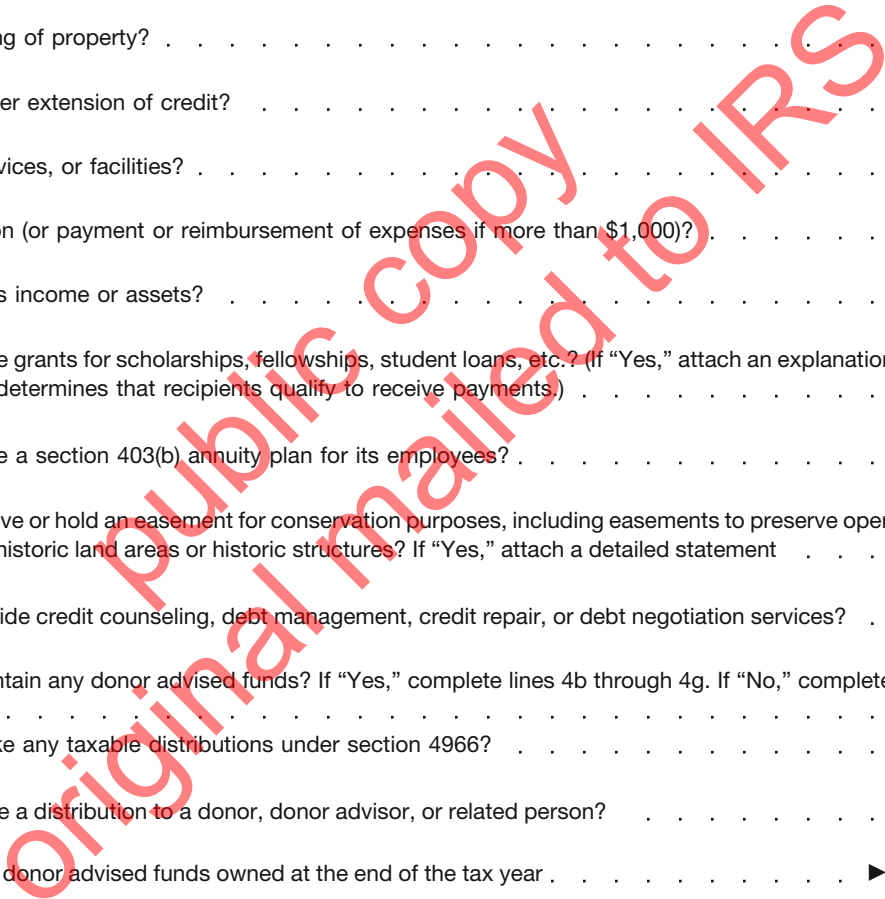 ng of property? . . . . . . . . . . . . . . . . . . . . . . .
er extension of credit? . . . . . . . . . . . . . . . . . . . .
vices, or facilities? . . . . . . . . . . . . . . . . . . . . . .
on (or payment or reimbursement of expenses if more than $1,000)? . . . . . .
s income or assets? . . . . . . . . . . . . . . . . . . . . .
e grants for scholarships, fellowships, student loans, etc.? (If “Yes,” attach an explanation
determines that recipients qualify to receive payments.) . . . . . . . . . .
e a section 403(b) annuity plan for its employees? . . . . . . . . . . . .
ve or hold an easement for conservation purposes, including easements to preserve open
historic land areas or historic structures? If “Yes,” attach a detailed statement . . .
ide credit counseling, debt management, credit repair, or debt negotiation services? .
ntain any donor advised funds? If “Yes,” complete lines 4b through 4g. If “No,” complete
. . . . . . . . . . . . . . . . . . . . . . . . . . . .
ke any taxable distributions under section 4966? . . . . . . . . . . . .
e a distribution to a donor, donor advisor, or related person? . . . . . . . .
donor advised funds owned at the end of the tax year . . . . . . . . . . ▶
public copy
original mailed to IRS